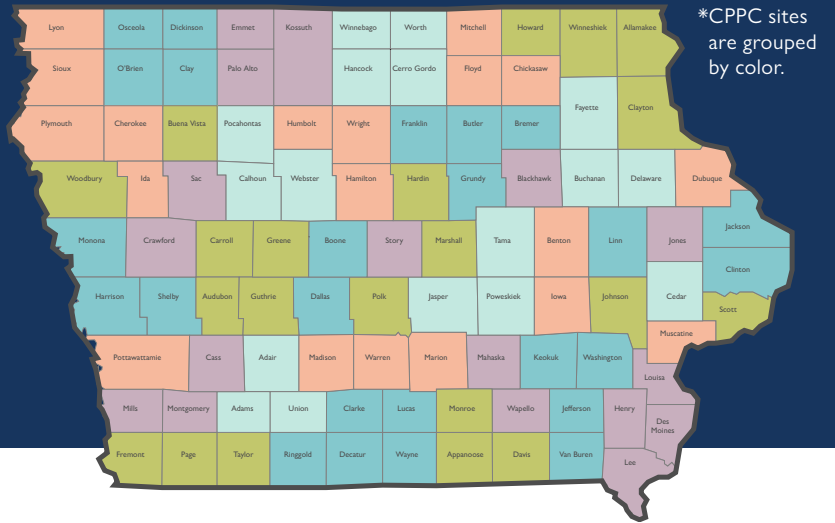 *CPPC sites
are grouped
by color.
Lyon Osceola Dickinson Emmet Kossuth Winnebago Worth Mitchell Howard Winneshiek Allamakee
Sioux O'Brien Clay Palo Alto Hancock Cerro Gordo Floyd Chickasaw
Fayette Clayton
Plymouth Cherokee Buena Vista Pocahontas Humbolt Wright Franklin Butler Bremer
Woodbury Ida Sac Calhoun Webster Hamilton Hardin Grundy Blackhawk Buchanan Delaware Dubuque
Jackson
Monona Crawford Carroll Greene Boone Story Marshall Tama Benton Linn Jones
Clinton
Harrison Shelby Audubon Guthrie Dallas Polk Jasper Poweskiek Iowa Johnson Cedar
Scott
Muscatine
Pottawattamie Cass Adair Madison Warren Marion Mahaska Keokuk Washington
Louisa
Mills Montgomery Adams Union Clarke Lucas Monroe Wapello Jefferson Henry
Des
Moines
Fremont Page Taylor Ringgold Decatur Wayne Appanoose Davis Van Buren
Lee